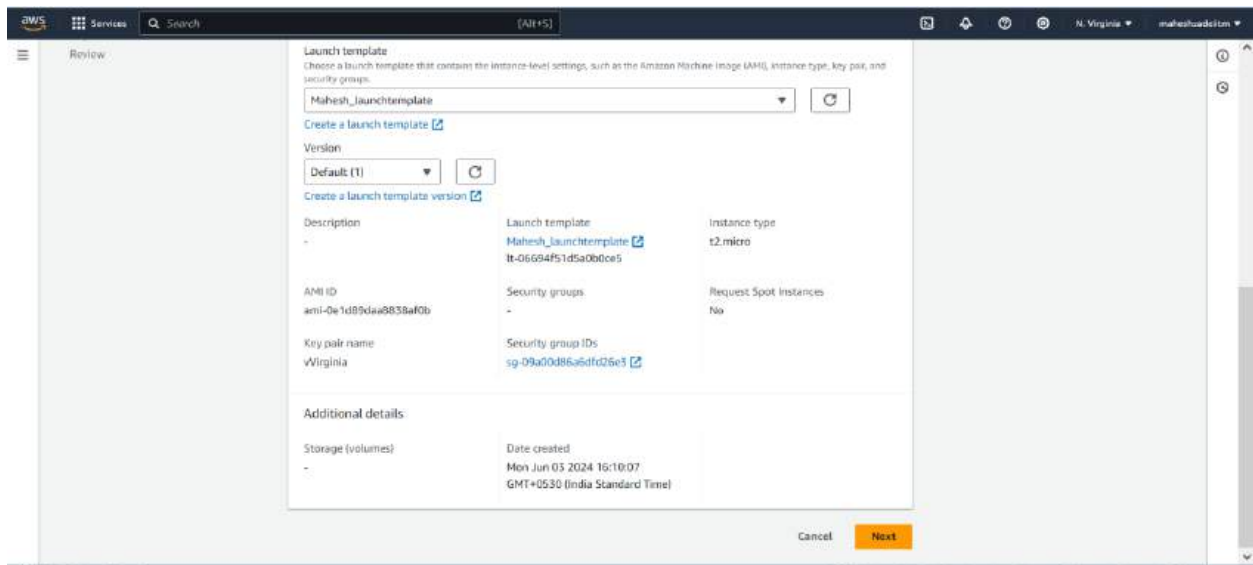 aws Services Search [Alt+S] N. Virginia maheshuadcitm
Review
Launch template
Choose a launch template that contains the instance-level settings, such as the Amazon Machine Image (AMI), instance type, key pair, and
security groups.
Mahesh_launchtemplate
Create a launch template
Version
Default (1)
Create a launch template version
Description Launch template Instance type
- Mahesh_launchtemplate t2.micro
lt-06694f51d5a0b0ce5
AMI ID Security groups Request Spot Instances
ami-0e1d89daa8838af0b - No
Key pair name Security group IDs
vVirginia sg-09a00d86a6dfd26e3
Additional details
Storage (volumes) Date created
- Mon Jun 03 2024 16:10:07
GMT+0530 (India Standard Time)
Cancel Next